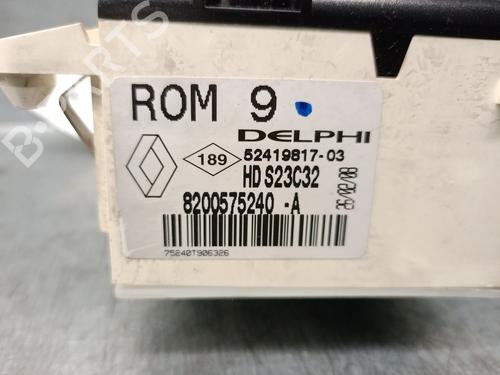 ROM 9
DELPHI
189
52419817-03
HD S23C32
8200575240 -A
75240T906326